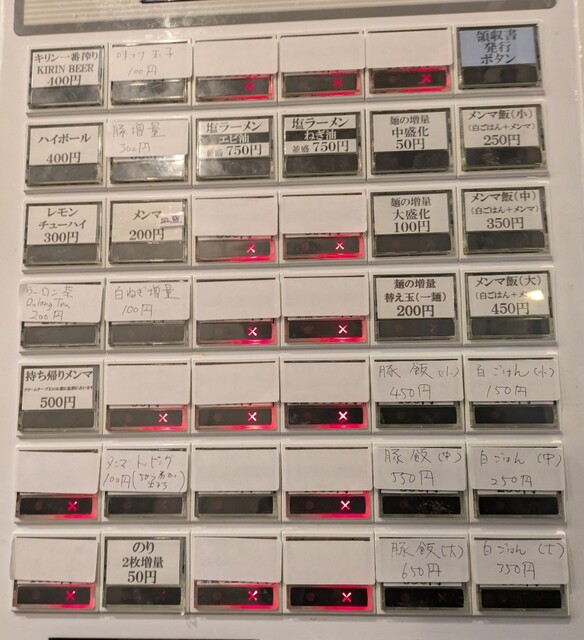 キリン一番搾り
KIRIN BEER
400円
味つけ玉子
100円
領収書
発行
ボタン
ハイボール
400円
豚増量
300円
塩ラーメン
エビ油
並盛 750円
塩ラーメン
ねぎ油
並盛 750円
麺の増量
中盛化
50円
メンマ飯(小)
(白ごはん+メンマ)
250円
レモン
チューハイ
300円
メンマ
200円
麺の増量
大盛化
100円
メンマ飯(中)
(白ごはん+メンマ)
350円
ウーロン茶
Oolong Tea
200円
白ねぎ増量
100円
麺の増量
替え玉(一麺)
200円
メンマ飯(大)
(白ごはん+メ
450円
持ち帰りメンマ
500円
豚飯(小)
450円
白ごはん(小)
150円
トッピング
100円
豚飯(中)
550円
白ごはん(中)
250円
のり
2枚増量
50円
豚飯(大)
650円
白ごはん(大)
350円